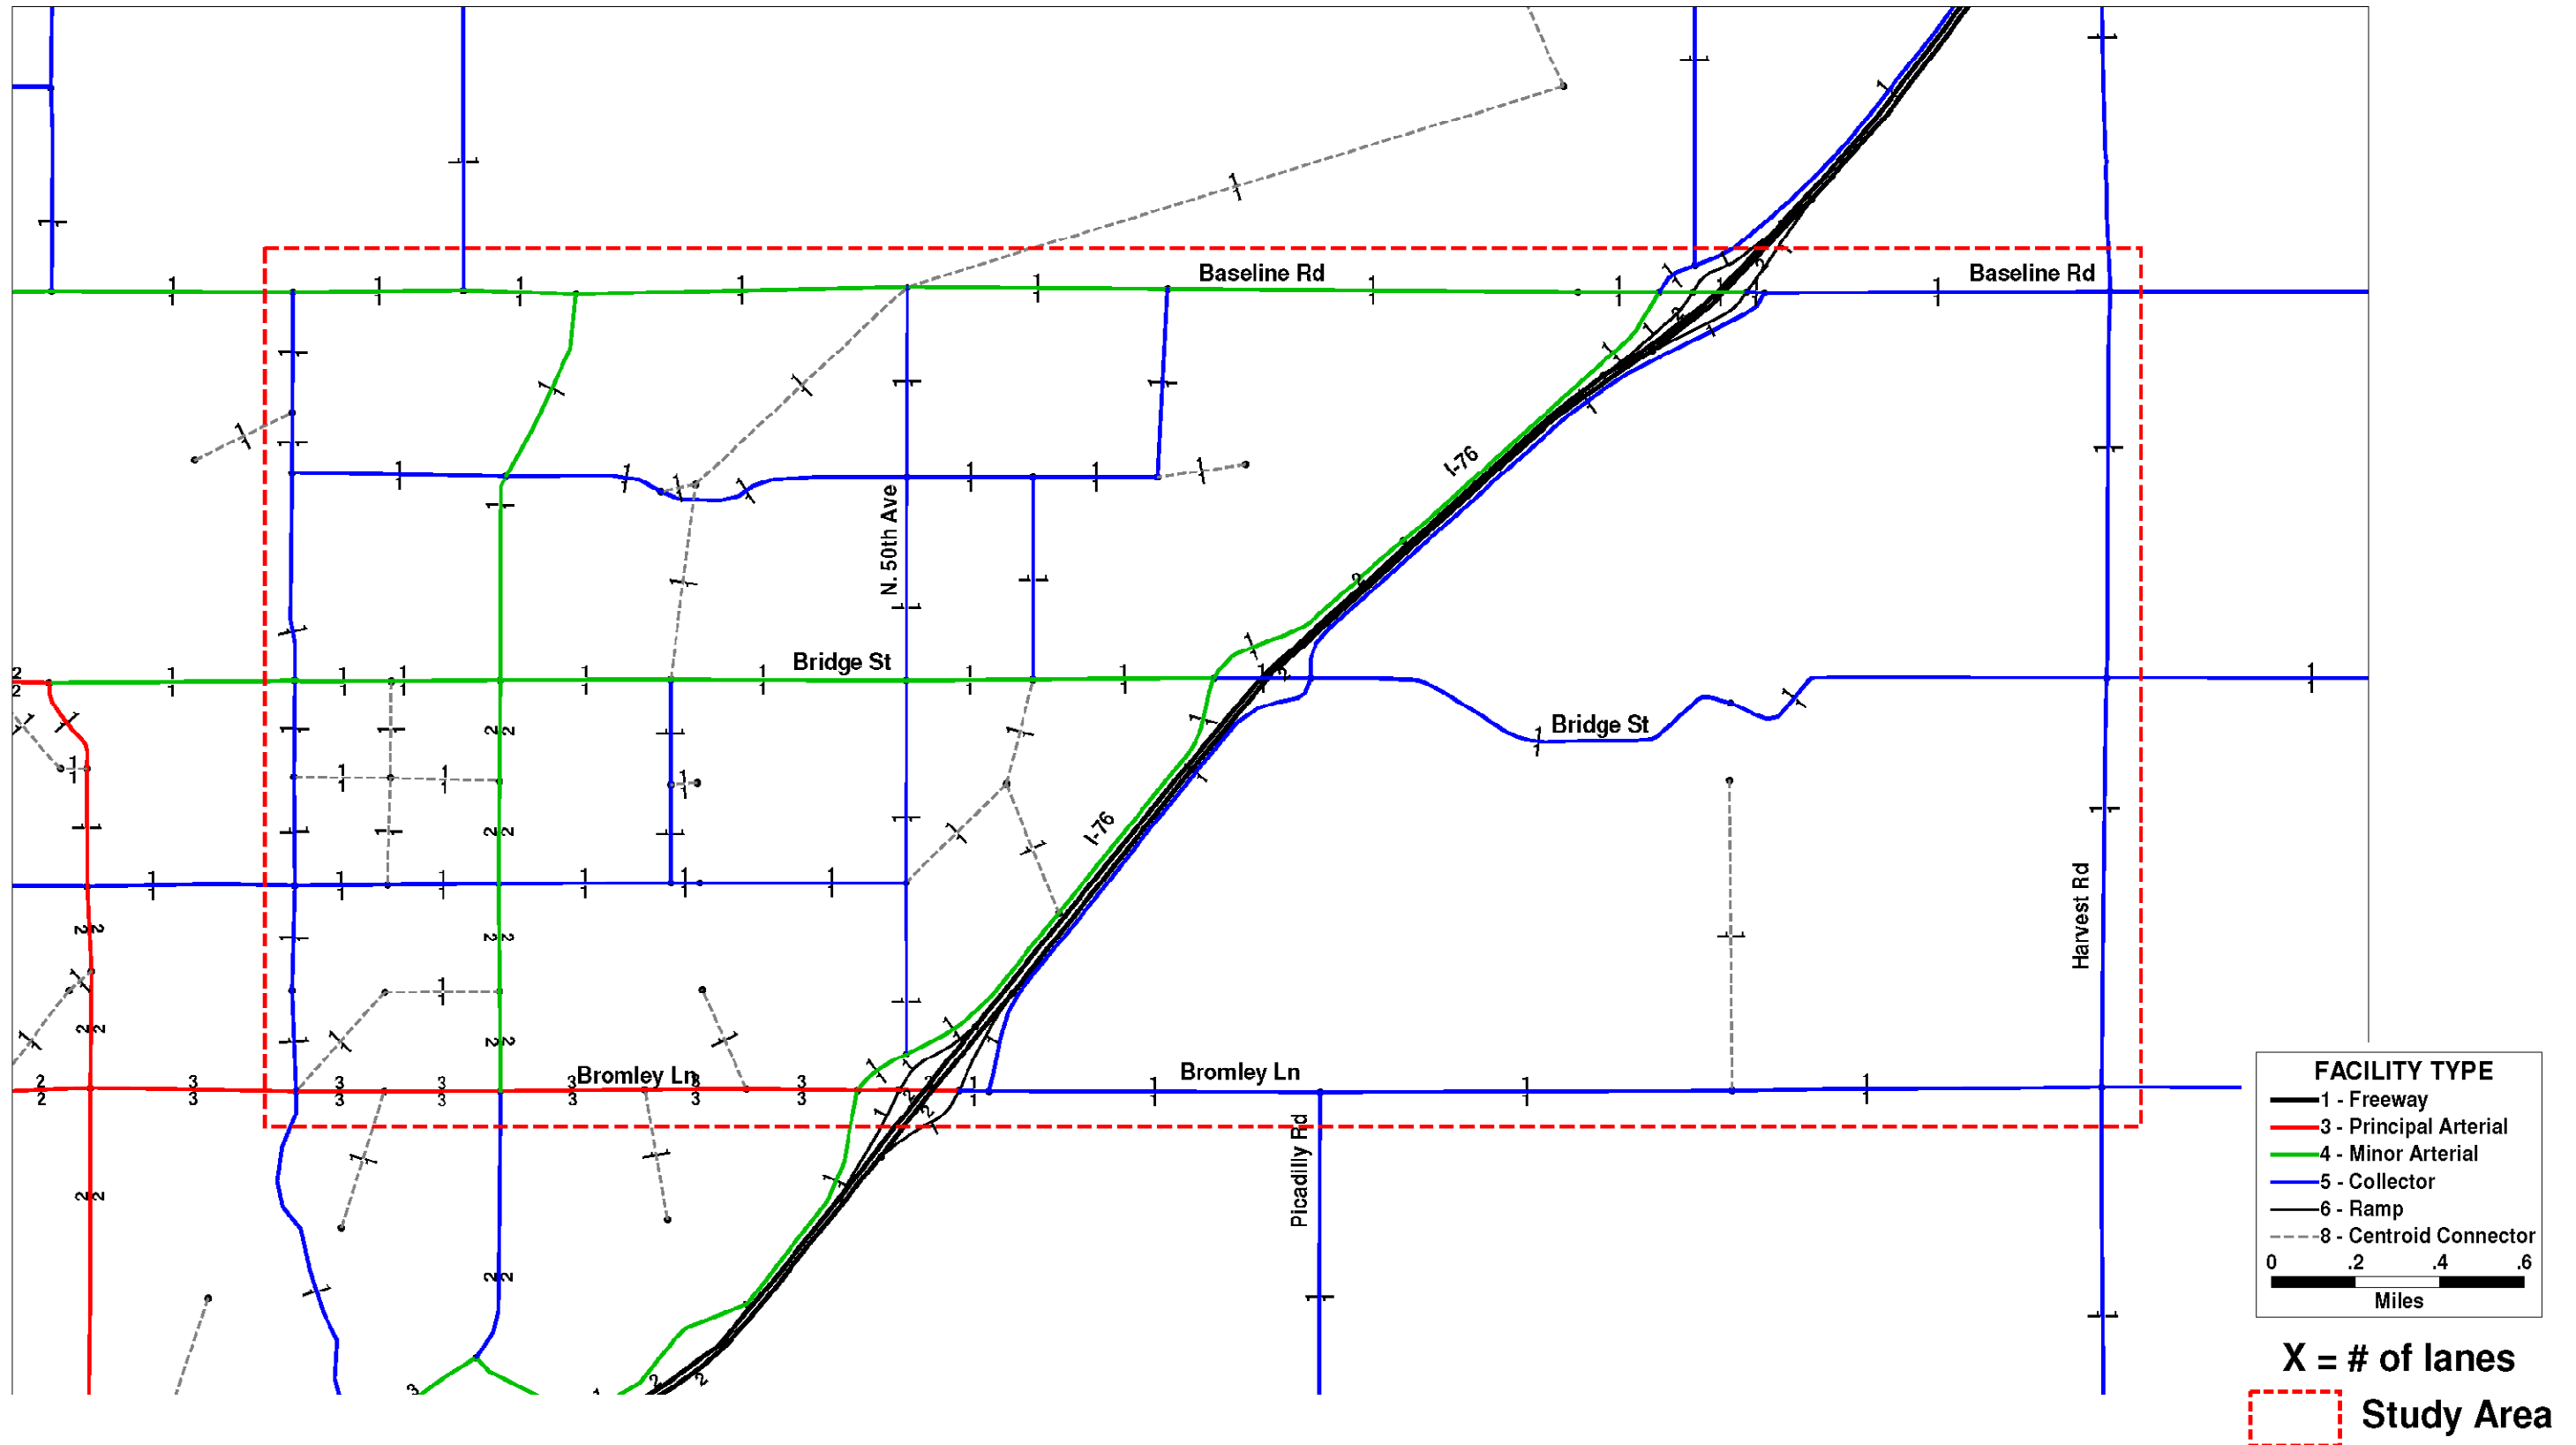 Baseline Rd
Baseline Rd
I-76
N. 50th Ave
Bridge St
Bridge St
I-76
Harvest Rd
Bromley Ln
Bromley Ln
Picadilly Rd
FACILITY TYPE
1 - Freeway
3 - Principal Arterial
4 - Minor Arterial
5 - Collector
6 - Ramp
8 - Centroid Connector
0 .2 .4 .6
Miles
X = # of lanes
Study Area